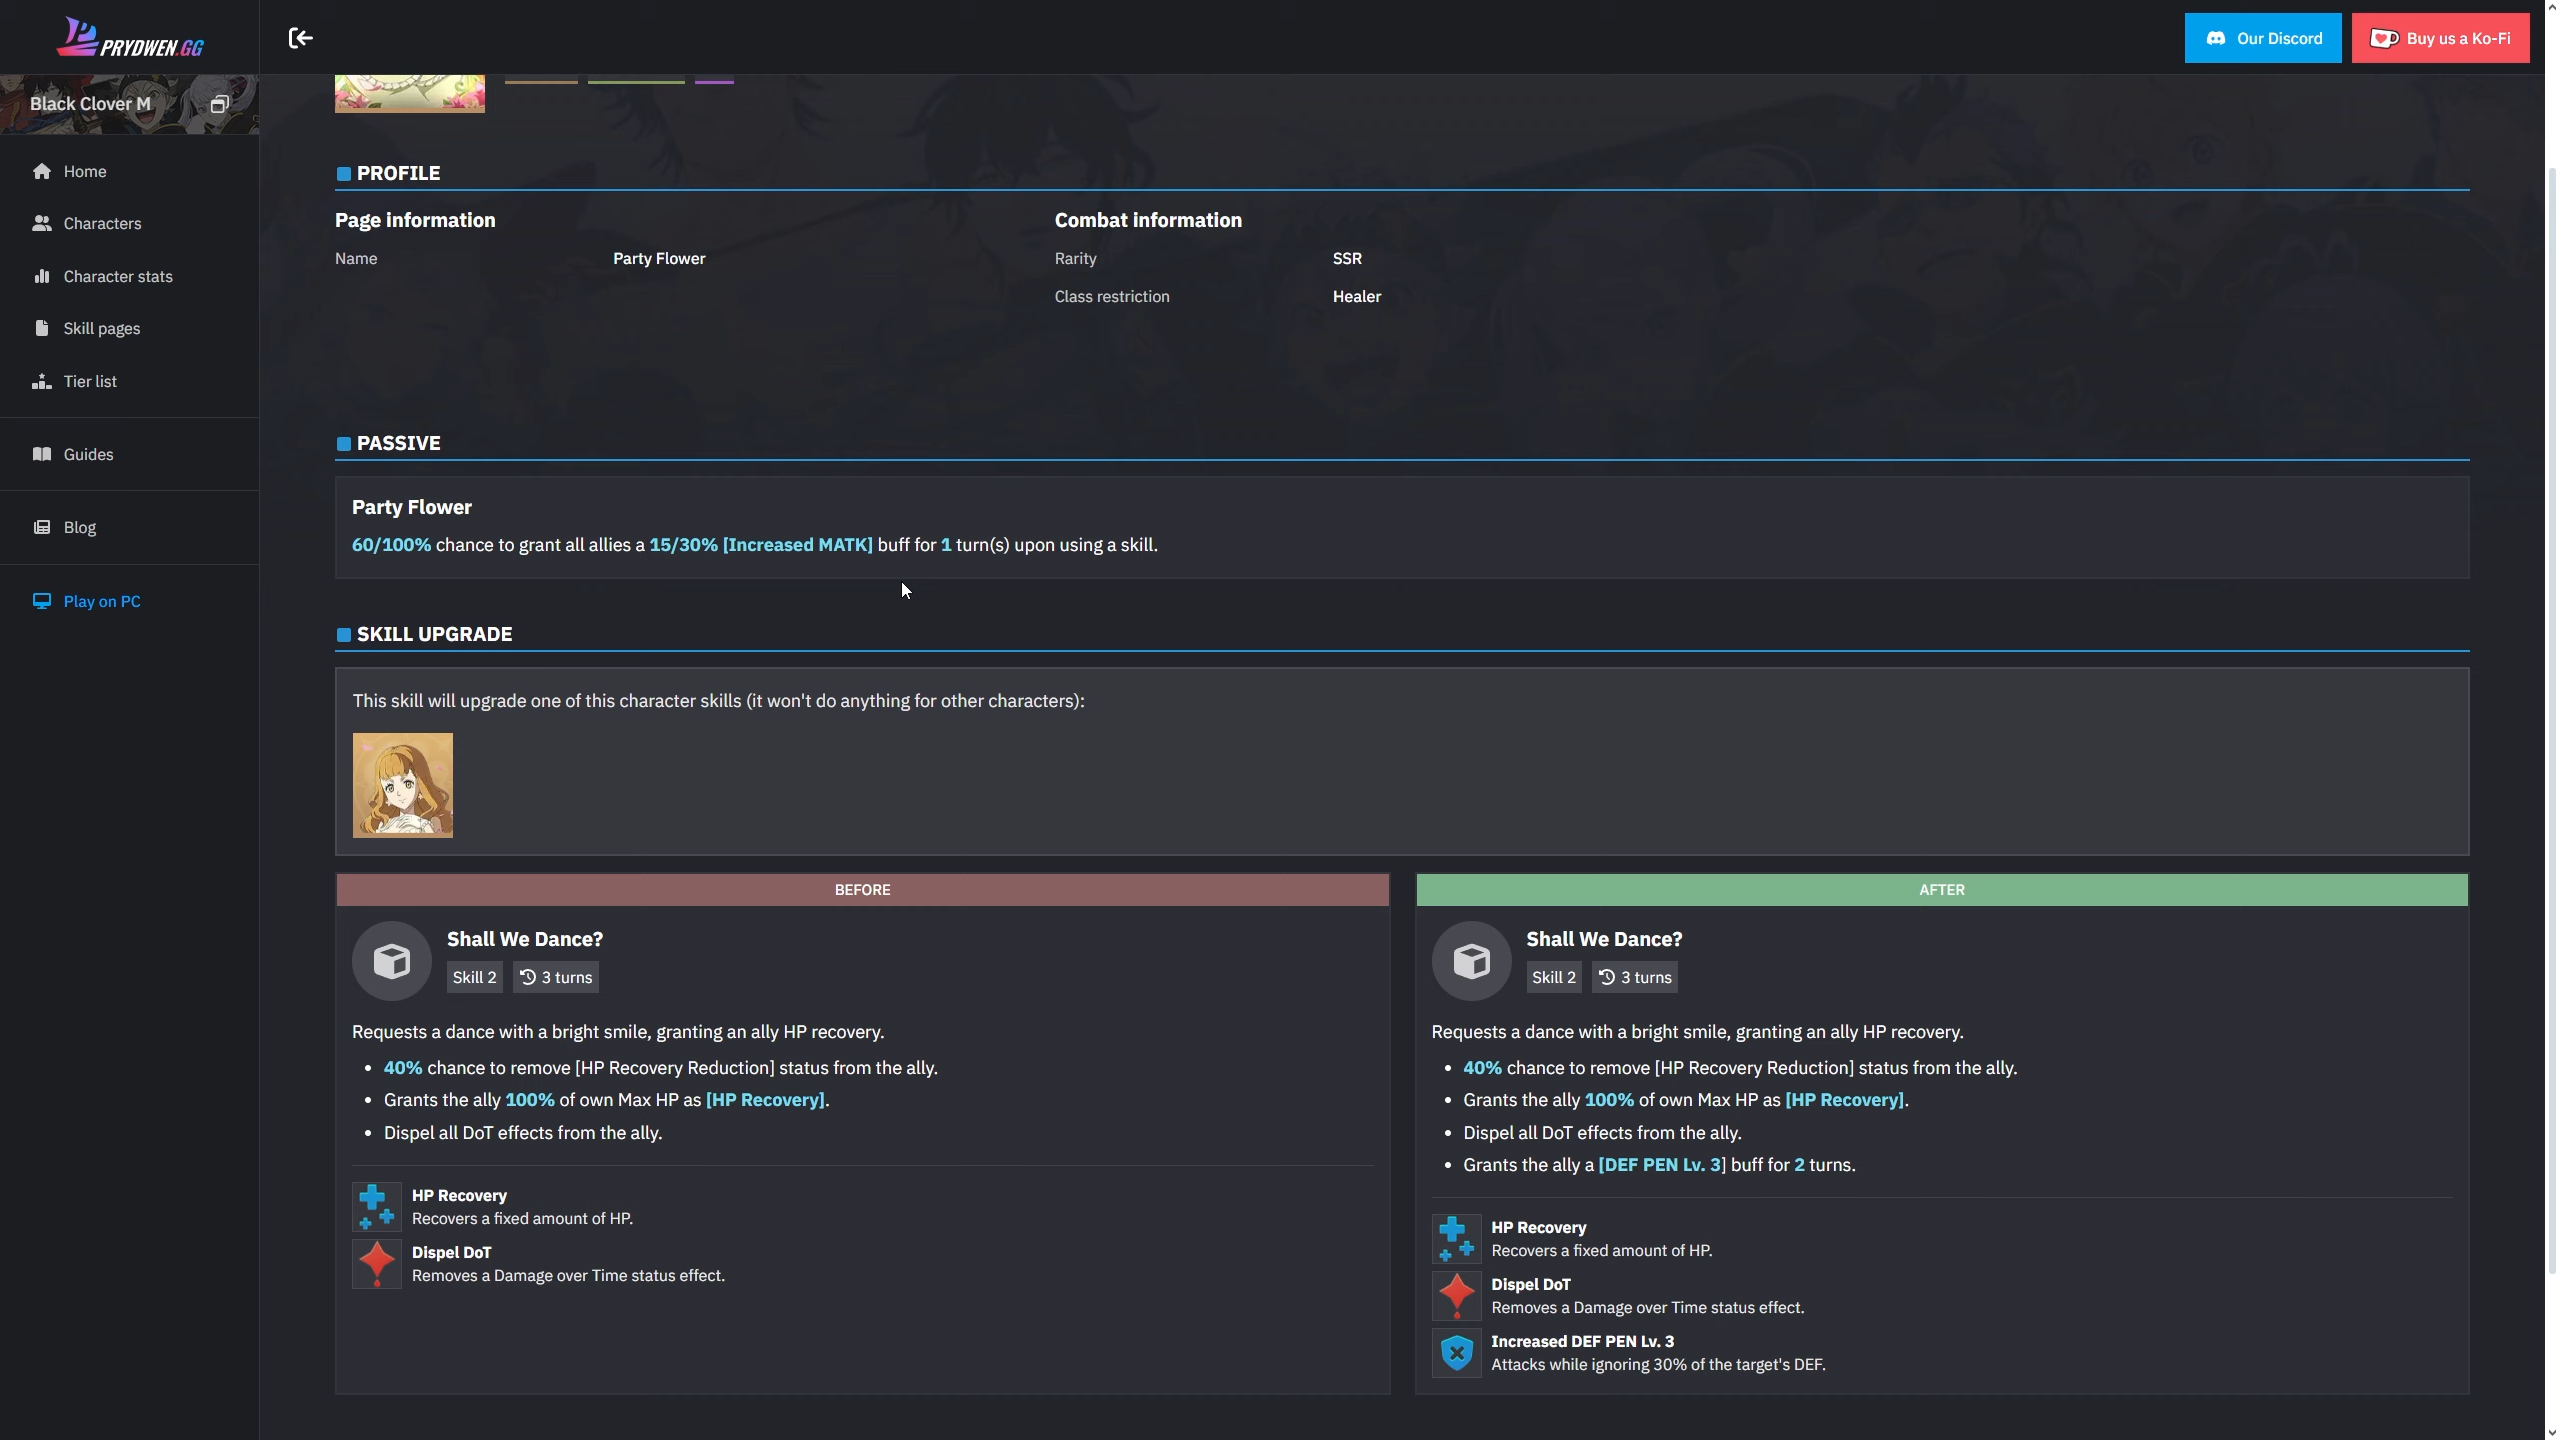 PRYDWEN.GG
Our Discord
Buy us a Ko-Fi
Black Clover M
Home
Characters
Character stats
Skill pages
Tier list
Guides
Blog
Play on PC
PROFILE
Page information
Name Party Flower
Combat information
Rarity SSR
Class restriction Healer
PASSIVE
Party Flower
60/100% chance to grant all allies a 15/30% [Increased MATK] buff for 1 turn(s) upon using a skill.
SKILL UPGRADE
This skill will upgrade one of this character skills (it won't do anything for other characters):
BEFORE
Shall We Dance?
Skill 2 3 turns
Requests a dance with a bright smile, granting an ally HP recovery.
• 40% chance to remove [HP Recovery Reduction] status from the ally.
• Grants the ally 100% of own Max HP as [HP Recovery].
• Dispel all DoT effects from the ally.
HP Recovery
Recovers a fixed amount of HP.
Dispel DoT
Removes a Damage over Time status effect.
AFTER
Shall We Dance?
Skill 2 3 turns
Requests a dance with a bright smile, granting an ally HP recovery.
• 40% chance to remove [HP Recovery Reduction] status from the ally.
• Grants the ally 100% of own Max HP as [HP Recovery].
• Dispel all DoT effects from the ally.
• Grants the ally a [DEF PEN Lv. 3] buff for 2 turns.
HP Recovery
Recovers a fixed amount of HP.
Dispel DoT
Removes a Damage over Time status effect.
Increased DEF PEN Lv. 3
Attacks while ignoring 30% of the target's DEF.